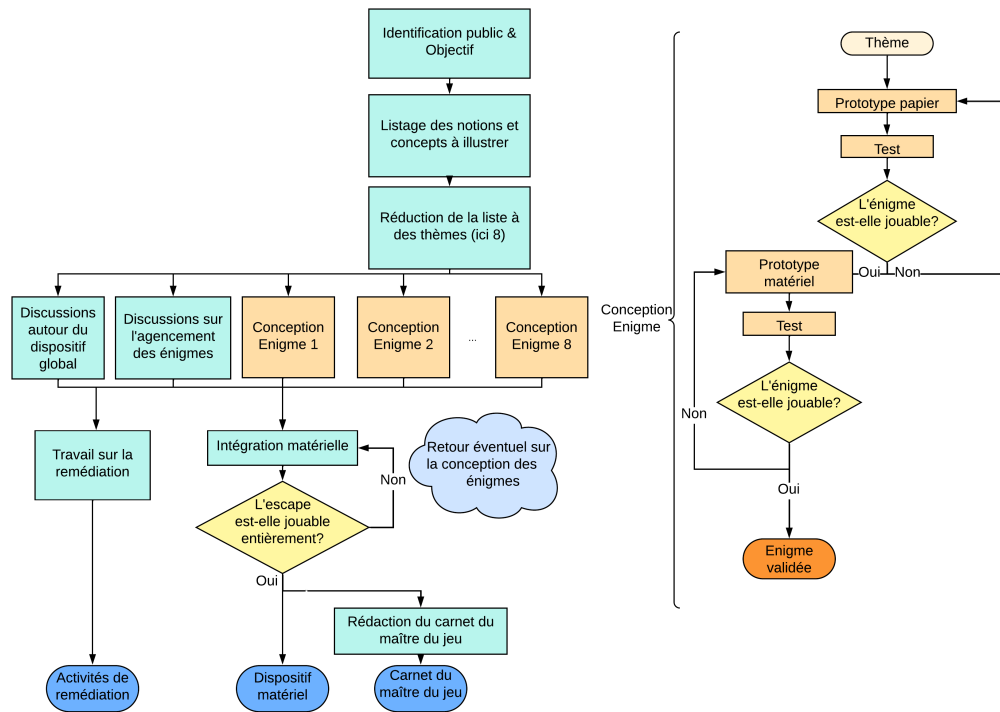 Identification public &
Objectif
Listage des notions et
concepts à illustrer
Réduction de la liste à
des thèmes (ici 8)
Discussions
autour du
dispositif
global
Discussions sur
l'agencement
des énigmes
Conception
Enigme 1
Conception
Enigme 2
...
Conception
Enigme 8
Travail sur la
remédiation
Intégration matérielle
Non
Retour éventuel sur
la conception des
énigmes
L'escape
est-elle jouable
entièrement?
Oui
Rédaction du carnet du
maître du jeu
Activités de
remédiation
Dispositif
matériel
Carnet du
maître du jeu
Conception
Enigme
Thème
Prototype papier
Test
L'énigme
est-elle jouable?
Oui
Non
Prototype
matériel
Test
L'énigme
est-elle jouable?
Non
Oui
Enigme
validée